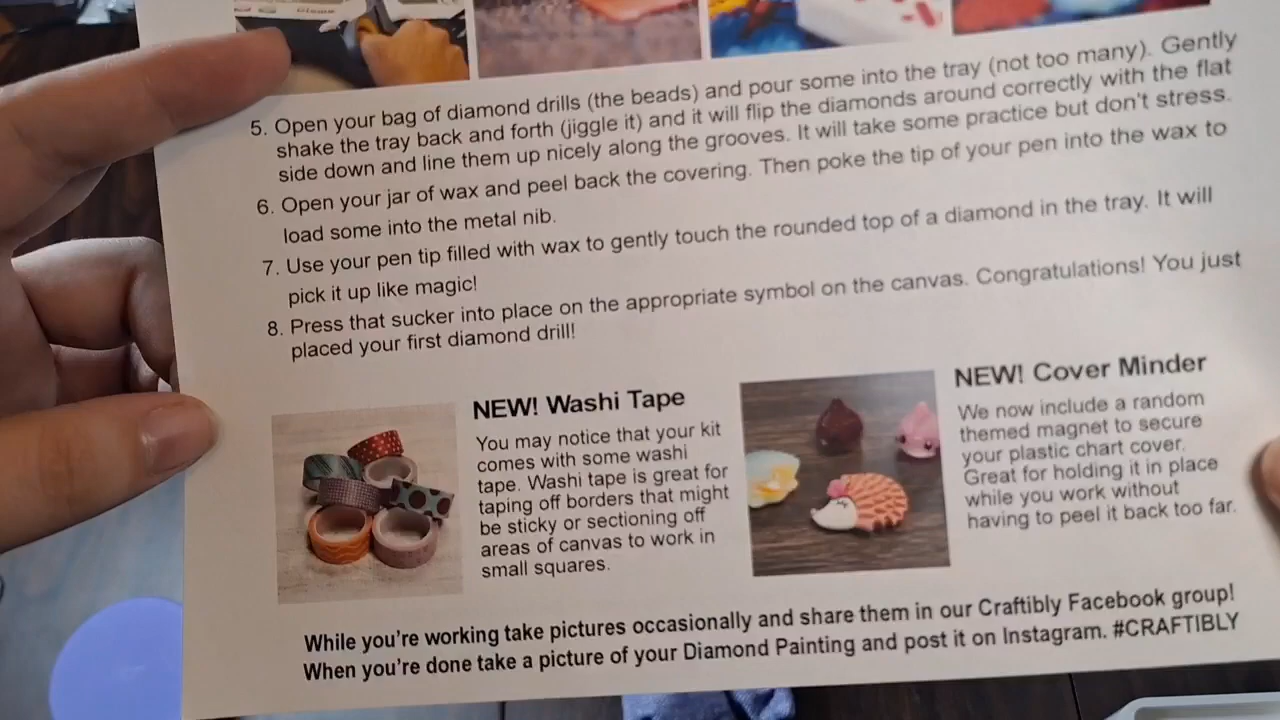 5. Open your bag of diamond drills (the beads) and pour some into the tray (not too many). Gently
shake the tray back and forth (jiggle it) and it will flip the diamonds around correctly with the flat
side down and line them up nicely along the grooves. It will take some practice but don't stress.
6. Open your jar of wax and peel back the covering. Then poke the tip of your pen into the wax to
load some into the metal nib.
7. Use your pen tip filled with wax to gently touch the rounded top of a diamond in the tray. It will
pick it up like magic!
8. Press that sucker into place on the appropriate symbol on the canvas. Congratulations! You just
placed your first diamond drill!
NEW! Washi Tape
You may notice that your kit
comes with some washi
tape. Washi tape is great for
taping off borders that might
be sticky or sectioning off
areas of canvas to work in
small squares.
NEW! Cover Minder
We now include a random
themed magnet to secure
your plastic chart cover.
Great for holding it in place
while you work without
having to peel it back too far.
While you're working take pictures occasionally and share them in our Craftibly Facebook group!
When you're done take a picture of your Diamond Painting and post it on Instagram. #CRAFTIBLY